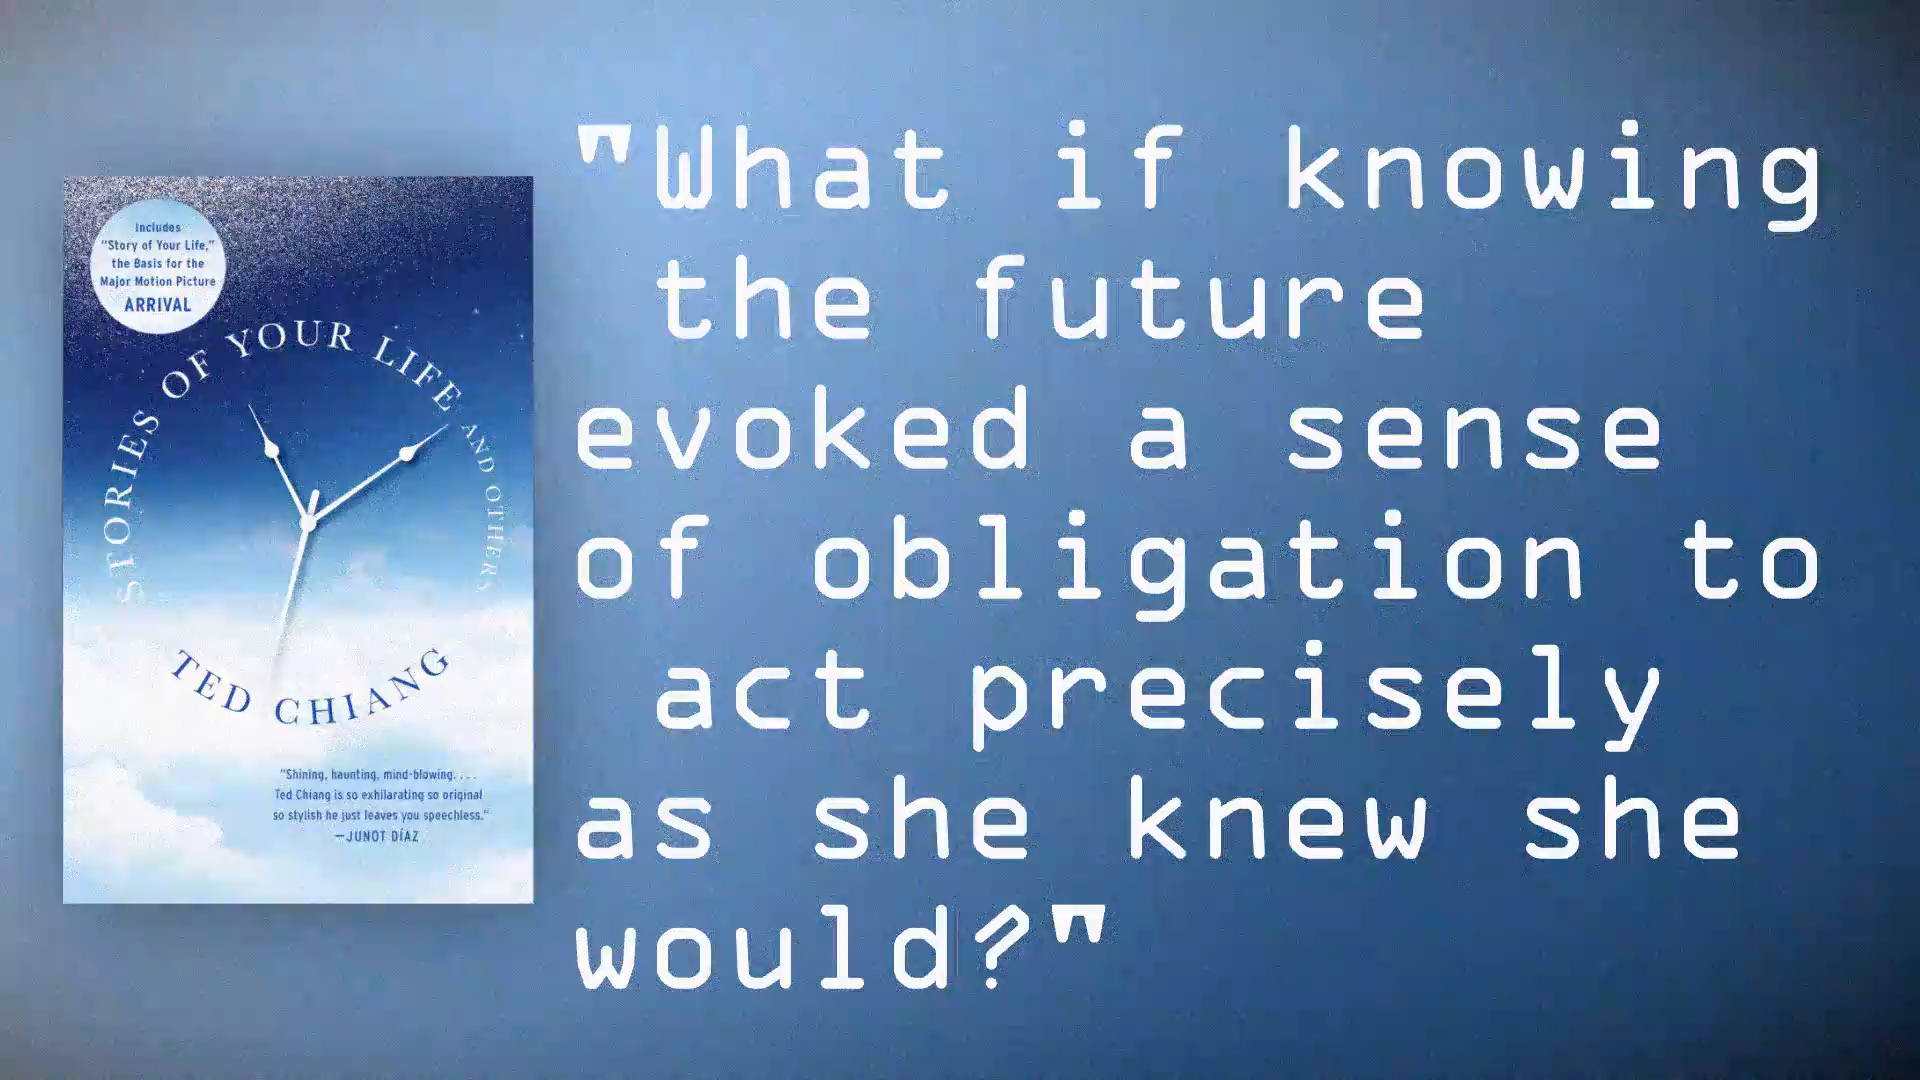 Includes
"Story of Your Life,"
the Basis for the
Major Motion Picture
ARRIVAL
STORIES OF YOUR LIFE AND OTHERS
TED CHIANG
"Shining, haunting, mind-blowing. . . .
Ted Chiang is so exhilarating so original
so stylish he just leaves you speechless."
—JUNOT DÍAZ
"What if knowing
the future
evoked a sense
of obligation to
act precisely
as she knew she
would?"